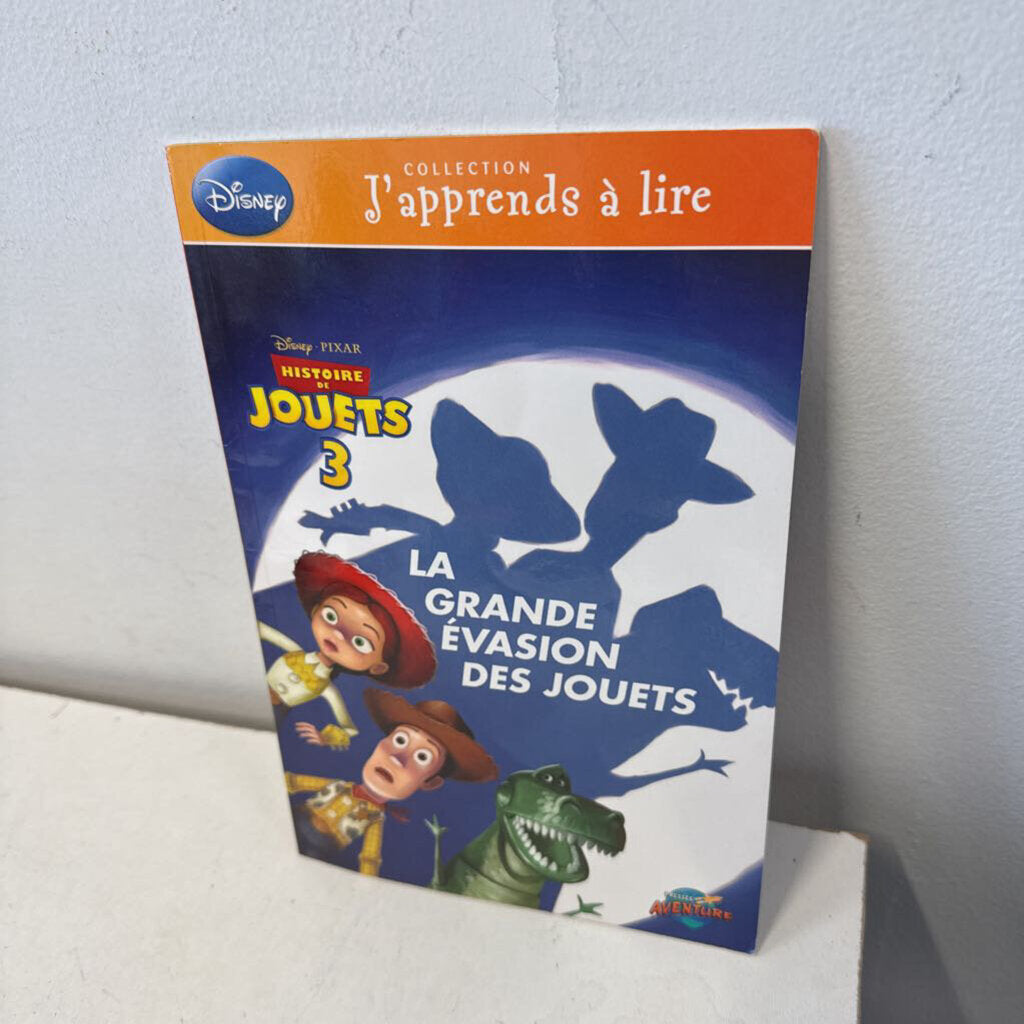 COLLECTION
DISNEY
J'apprends à lire
DISNEY · PIXAR
HISTOIRE
DE
JOUETS
3
LA
GRANDE
ÉVASION
DES JOUETS
AVENTURE